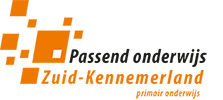 Passend onderwijs
Zuid-Kennemerland
primair onderwijs